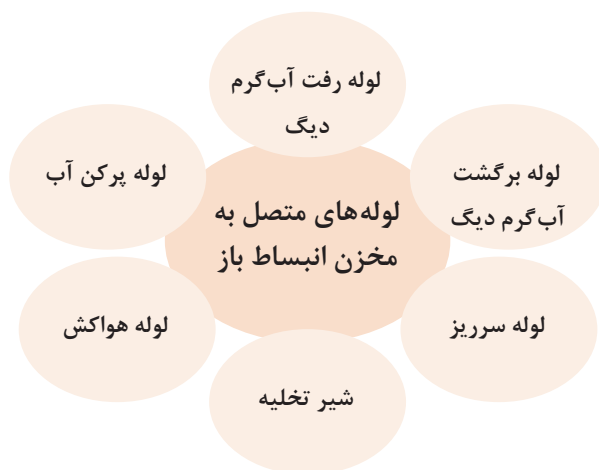 لوله رفت آب‌گرم
دیگ
لوله برگشت
آب‌گرم دیگ
لوله پرکن آب
لوله‌های متصل به
مخزن انبساط باز
لوله سرریز
لوله هواکش
شیر تخلیه